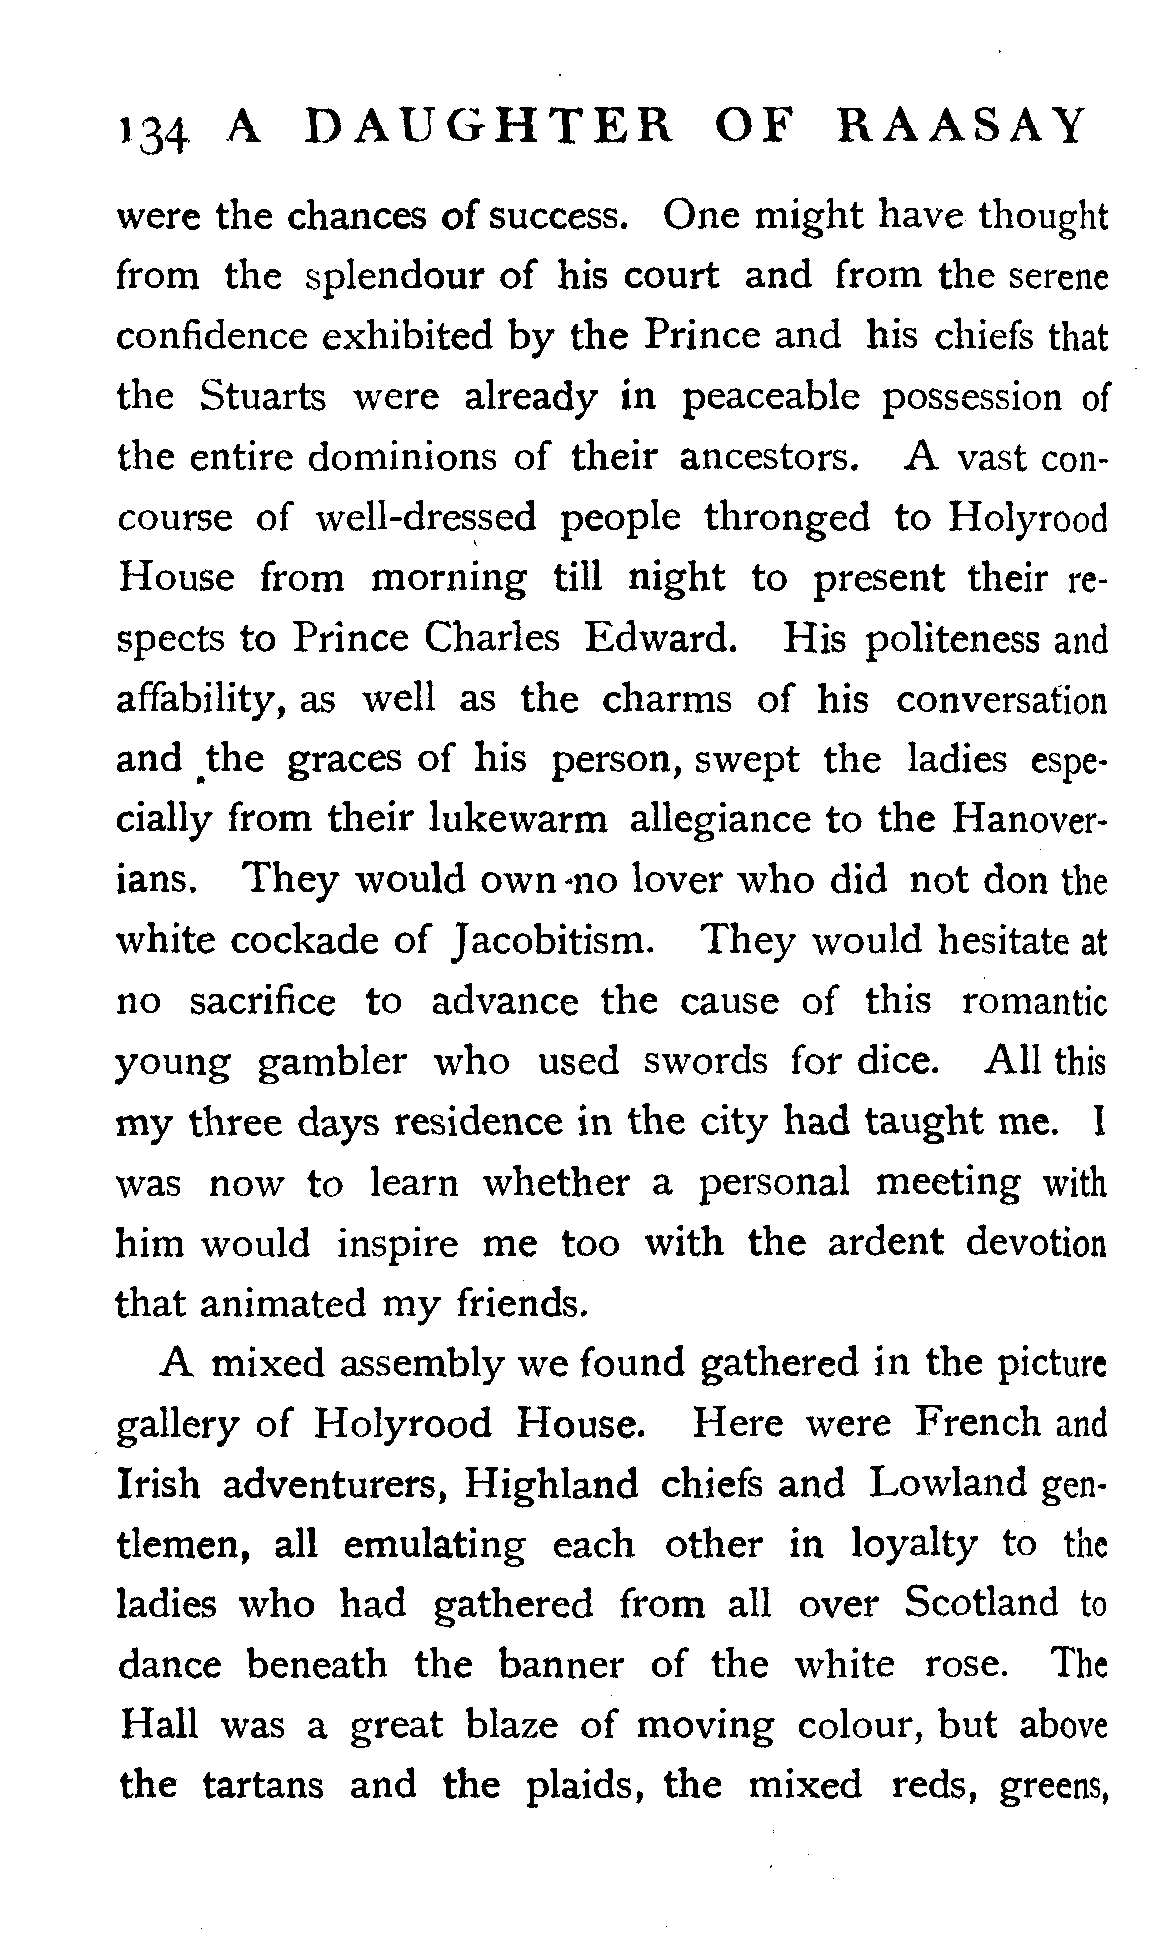 134 A DAUGHTER OF RAASAY
were the chances of success. One might have thought
from the splendour of his court and from the serene
confidence exhibited by the Prince and his chiefs that
the Stuarts were already in peaceable possession of
the entire dominions of their ancestors. A vast con-
course of well-dressed people thronged to Holyrood
House from morning till night to present their re-
spects to Prince Charles Edward. His politeness and
affability, as well as the charms of his conversation
and the graces of his person, swept the ladies espe-
cially from their lukewarm allegiance to the Hanover-
ians. They would own no lover who did not don the
white cockade of Jacobitism. They would hesitate at
no sacrifice to advance the cause of this romantic
young gambler who used swords for dice. All this
my three days residence in the city had taught me. I
was now to learn whether a personal meeting with
him would inspire me too with the ardent devotion
that animated my friends.
A mixed assembly we found gathered in the picture
gallery of Holyrood House. Here were French and
Irish adventurers, Highland chiefs and Lowland gen-
tlemen, all emulating each other in loyalty to the
ladies who had gathered from all over Scotland to
dance beneath the banner of the white rose. The
Hall was a great blaze of moving colour, but above
the tartans and the plaids, the mixed reds, greens,